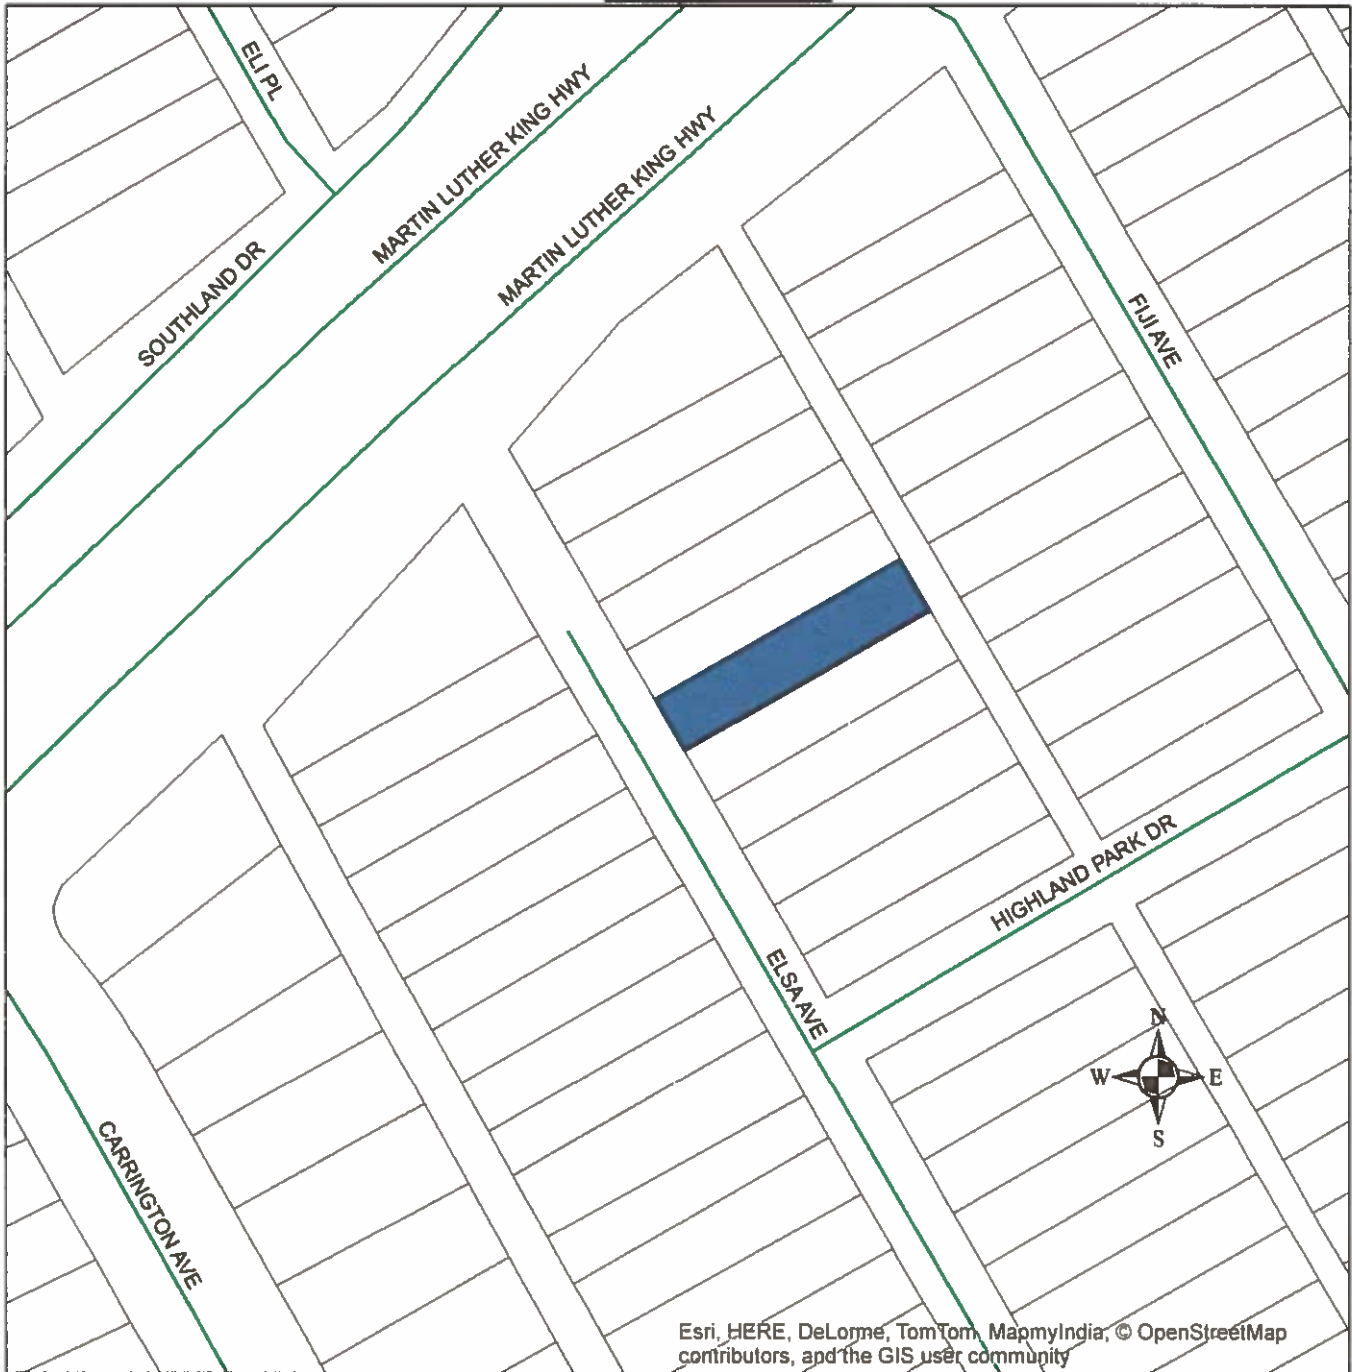 ELI PL
MARTIN LUTHER KING HWY
MARTIN LUTHER KING HWY
SOUTHLAND DR
FIJI AVE
HIGHLAND PARK DR
ELSA AVE
N
W E
S
CARRINGTON AVE
Esri, HERE, DeLorme, TomTom, MapmyIndia, © OpenStreetMap
contributors, and the GIS user community